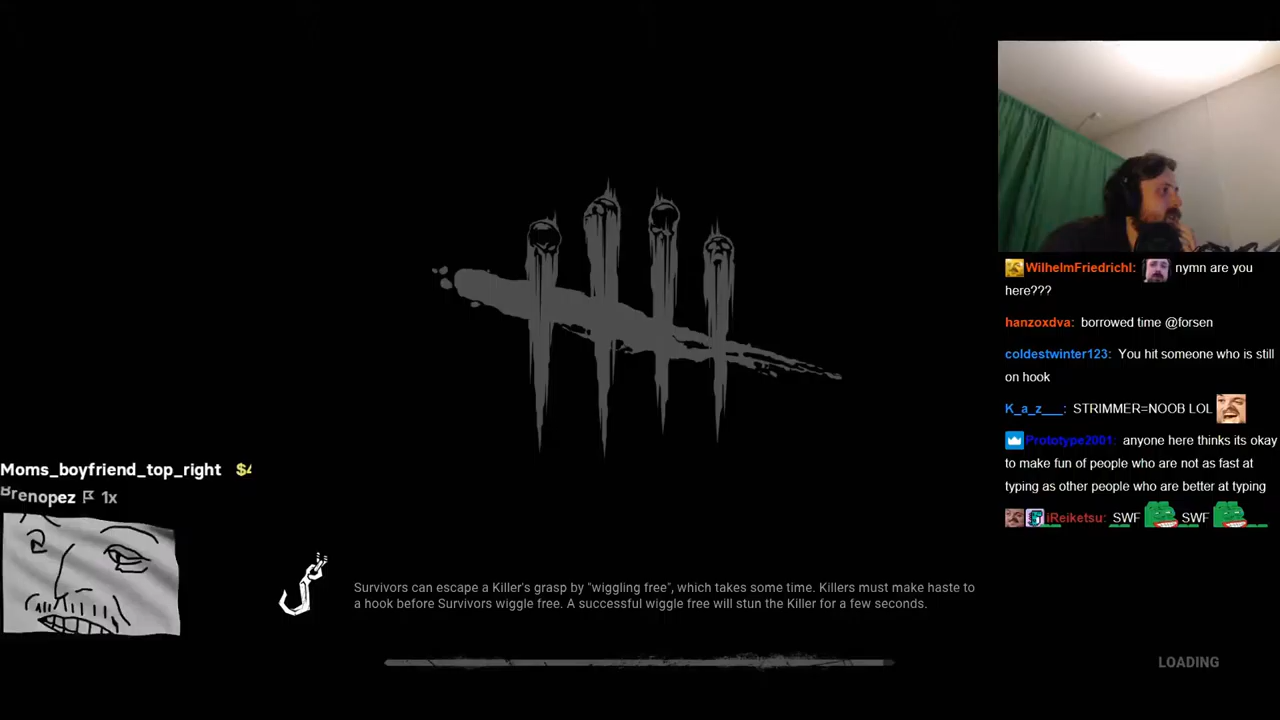 WilhelmFriedrichI: nymn are you
here???
hanzoxdva: borrowed time @forsen
coldestwinter123: You hit someone who is still
on hook
K_a_z___: STRIMMER=NOOB LOL
Prototype2001: anyone here thinks its okay
to make fun of people who are not as fast at
typing as other people who are better at typing
iReiketsu: SWF SWF
Moms_boyfriend_top_right $4
Brenopez 1x
Survivors can escape a Killer's grasp by "wiggling free", which takes some time. Killers must make haste to
a hook before Survivors wiggle free. A successful wiggle free will stun the Killer for a few seconds.
LOADING